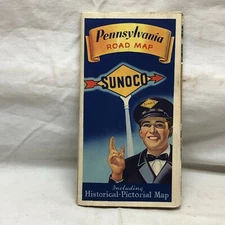 Pennsylvania
ROAD MAP
SUNOCO
Including
Historical-Pictorial Map